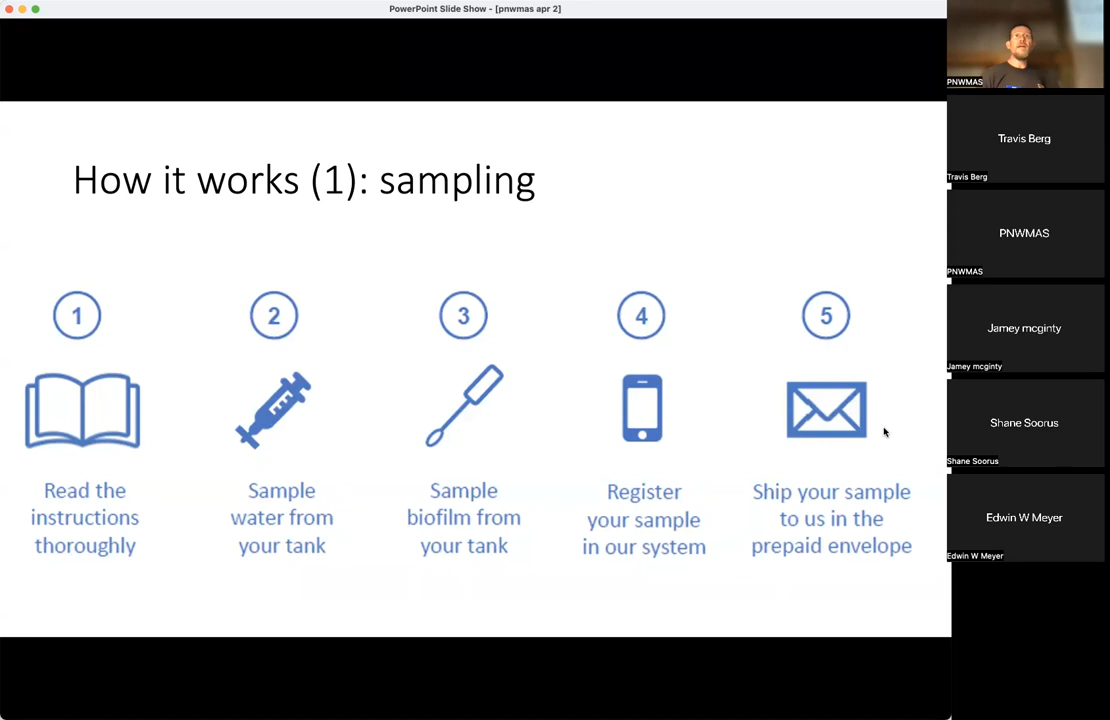 PowerPoint Slide Show - [pnwmas apr 2]
How it works (1): sampling
1
2
3
4
5
Read the
instructions
thoroughly
Sample
water from
your tank
Sample
biofilm from
your tank
Register
your sample
in our system
Ship your sample
to us in the
prepaid envelope
PNWMAS
Travis Berg
Travis Berg
PNWMAS
PNWMAS
Jamey mcginty
Jamey mcginty
Shane Soorus
Shane Soorus
Edwin W Meyer
Edwin W Meyer